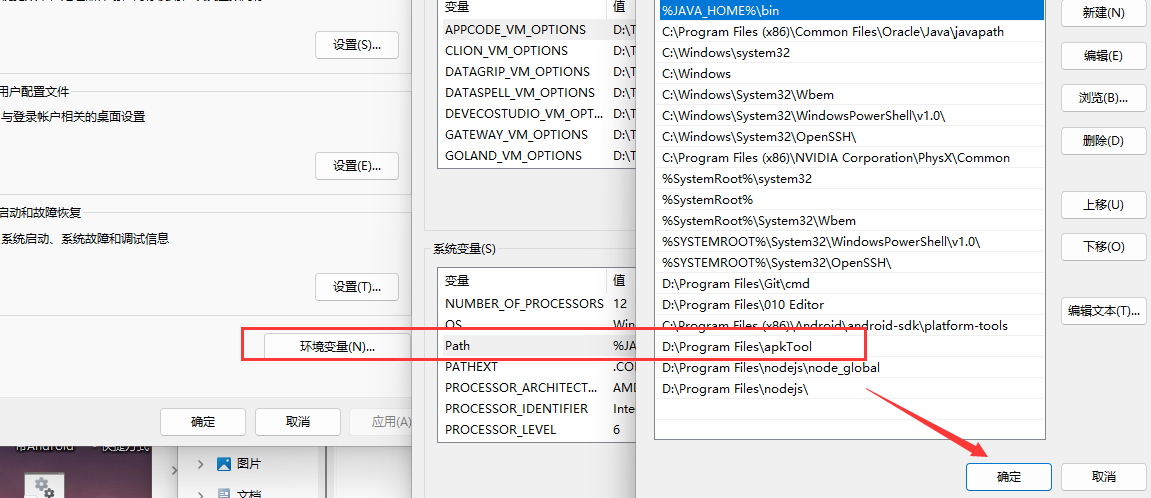 设置(S)...
用户配置文件
与登录帐户相关的桌面设置
设置(E)...
启动和故障恢复
系统启动、系统故障和调试信息
设置(T)...
环境变量(N)...
确定
取消
应用(A)
图片
文档
变量 值
APPCODE_VM_OPTIONS D:\T
CLION_VM_OPTIONS D:\T
DATAGRIP_VM_OPTIONS D:\T
DATASPELL_VM_OPTIONS D:\T
DEVECOSTUDIO_VM_OPT... D:\T
GATEWAY_VM_OPTIONS D:\T
GOLAND_VM_OPTIONS D:\T
系统变量(S)
变量 值
NUMBER_OF_PROCESSORS 12
OS Win
Path %JA
PATHEXT .CO
PROCESSOR_ARCHITECT... AMD
PROCESSOR_IDENTIFIER Inte
PROCESSOR_LEVEL 6
%JAVA_HOME%\bin
C:\Program Files (x86)\Common Files\Oracle\Java\javapath
C:\Windows\system32
C:\Windows
C:\Windows\System32\Wbem
C:\Windows\System32\WindowsPowerShell\v1.0\
C:\Windows\System32\OpenSSH\
C:\Program Files (x86)\NVIDIA Corporation\PhysX\Common
%SystemRoot%\system32
%SystemRoot%
%SystemRoot%\System32\Wbem
%SYSTEMROOT%\System32\WindowsPowerShell\v1.0\
%SYSTEMROOT%\System32\OpenSSH\
D:\Program Files\Git\cmd
D:\Program Files\010 Editor
C:\Program Files (x86)\Android\android-sdk\platform-tools
D:\Program Files\apkTool
D:\Program Files\nodejs\node_global
D:\Program Files\nodejs\
新建(N)
编辑(E)
浏览(B)...
删除(D)
上移(U)
下移(O)
编辑文本(T)...
确定
取消